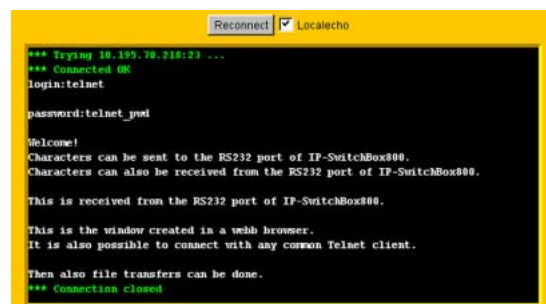 Reconnect Localecho
*** Trying 10.195.70.218:23 ...
*** Connected OK
login:telnet
password:telnet_pwd
Welcome!
Characters can be sent to the RS232 port of IP-SwitchBox800.
Characters can also be received from the RS232 port of IP-SwitchBox800.
This is received from the RS232 port of IP-SwitchBox800.
This is the window created in a webb browser.
It is also possible to connect with any common Telnet client.
Then also file transfers can be done.
*** Connection closed